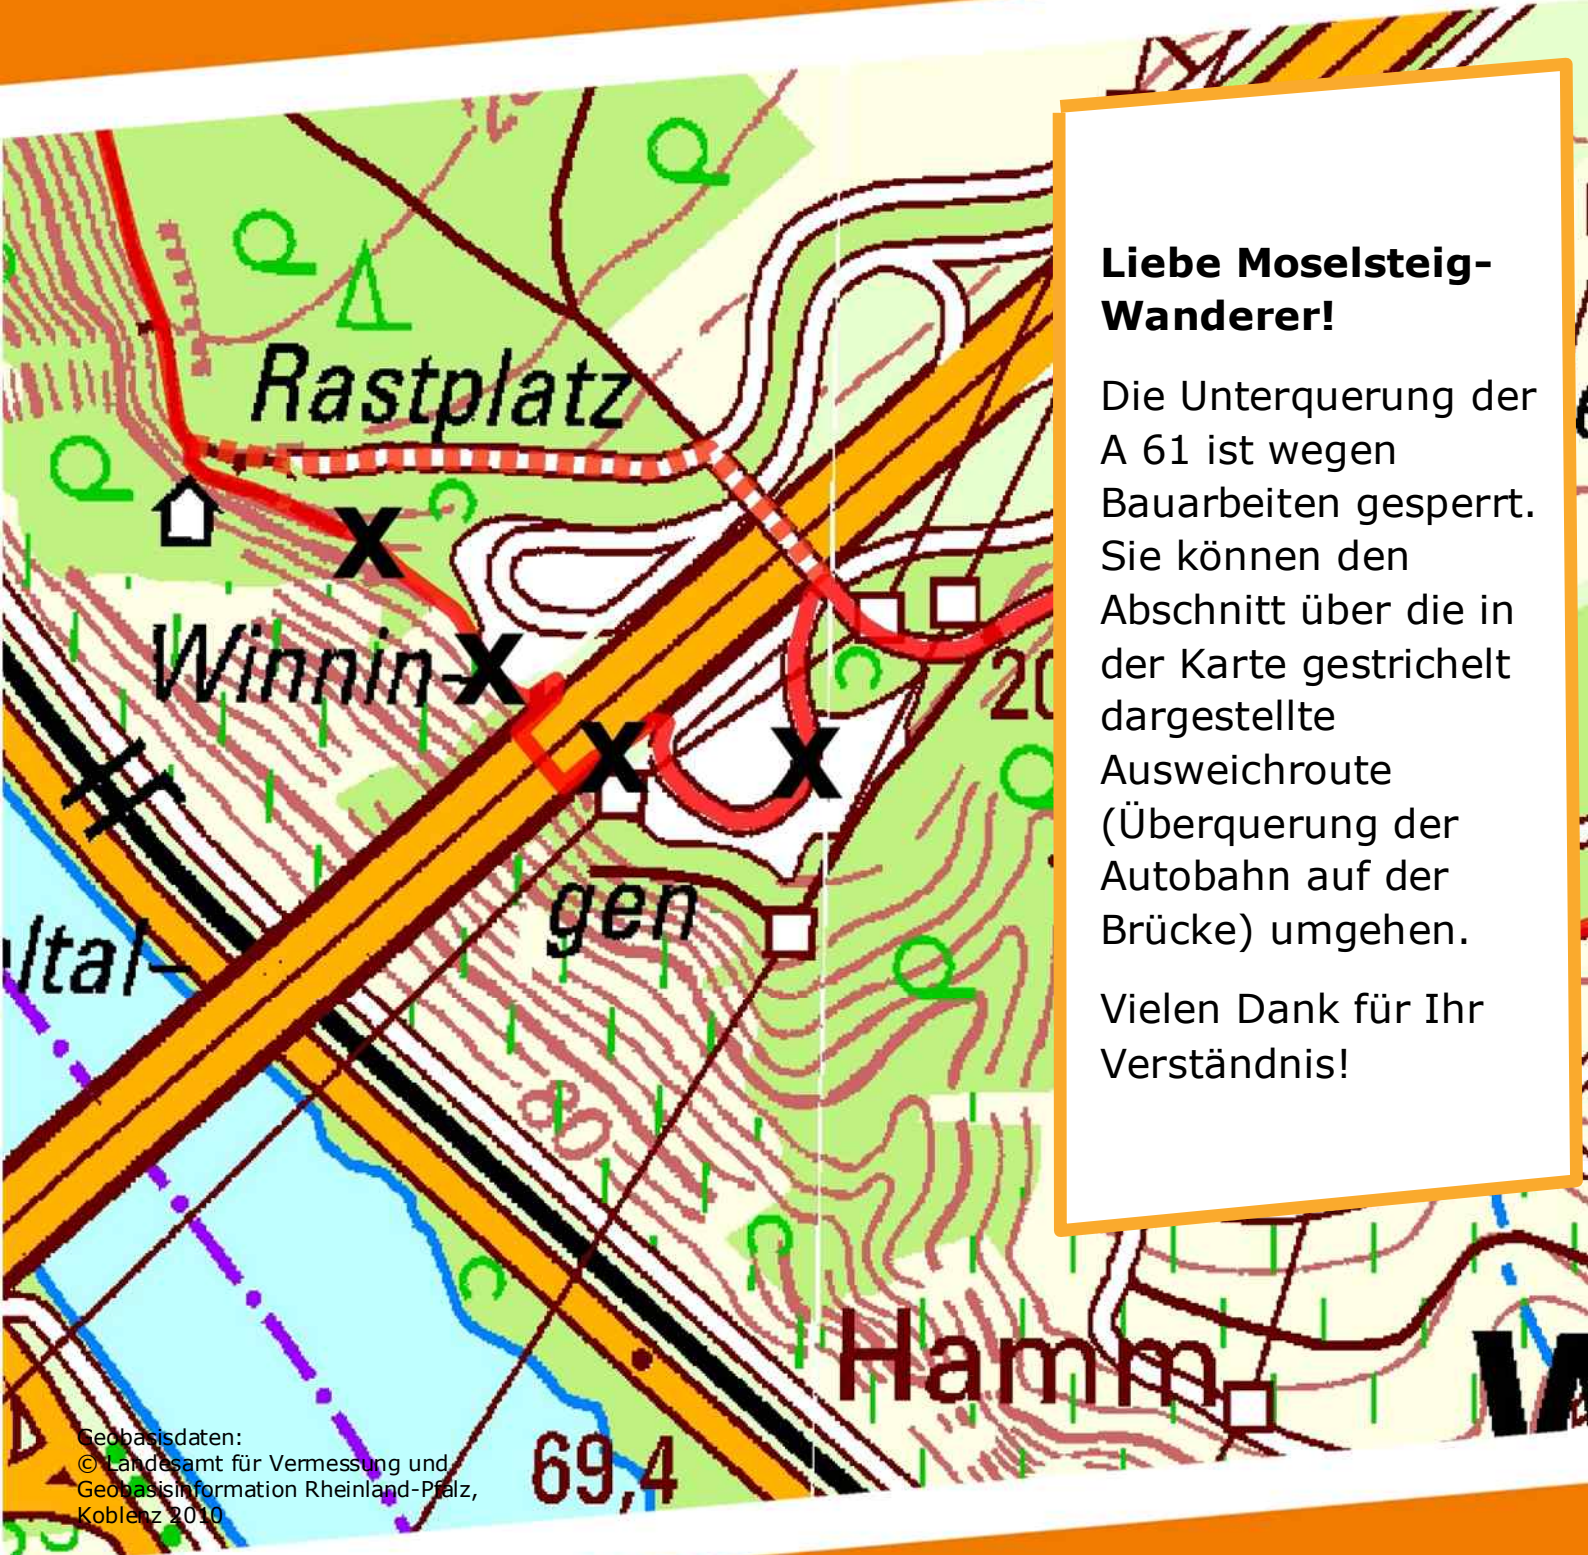 Liebe Moselsteig-
Wanderer!
Die Unterquerung der
A 61 ist wegen
Bauarbeiten gesperrt.
Sie können den
Abschnitt über die in
der Karte gestrichelt
dargestellte
Ausweichroute
(Überquerung der
Autobahn auf der
Brücke) umgehen.
Vielen Dank für Ihr
Verständnis!
Rastplatz
X
Winnin-
X
X
X
20
gen
ltal-
80
Hamm
69,4
W
Geobasisdaten:
© Landesamt für Vermessung und
Geobasisinformation Rheinland-Pfalz,
Koblenz 2010